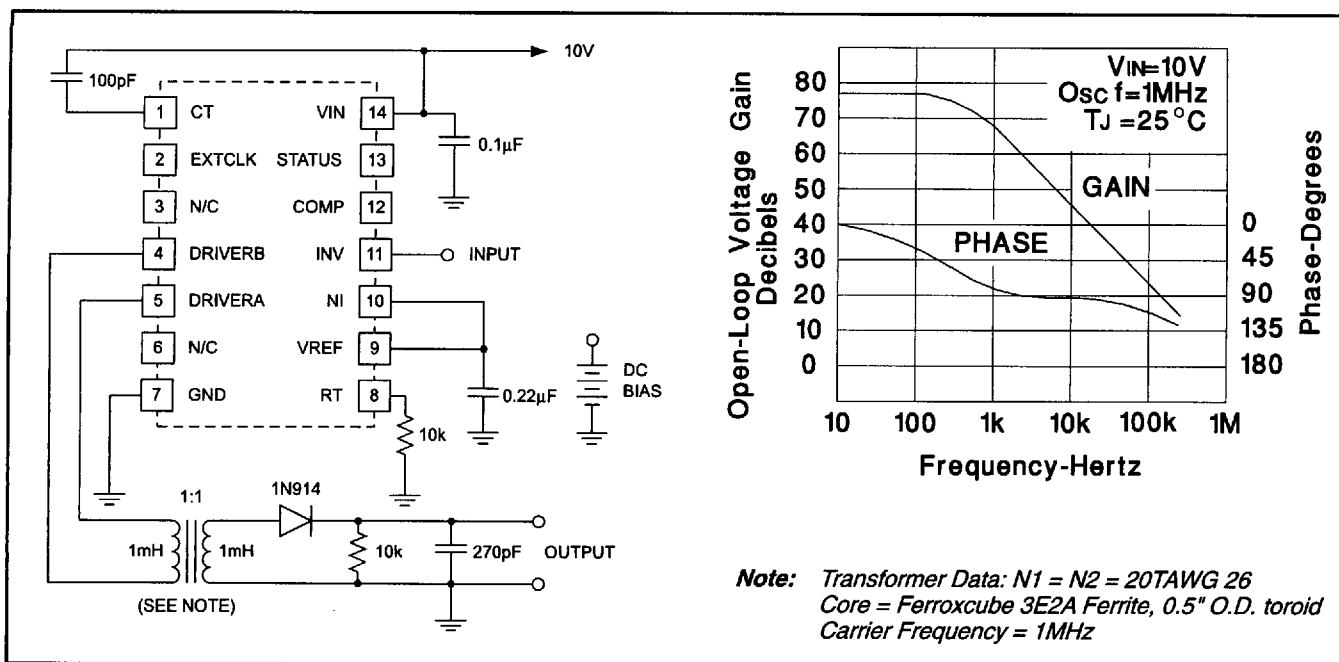 10V
100pF
1 CT VIN 14
0.1µF
2 EXTCLK STATUS 13
3 N/C COMP 12
4 DRIVERB INV 11 INPUT
5 DRIVERA NI 10
6 N/C VREF 9
DC
BIAS
7 GND RT 8
0.22µF
10k
1:1
1N914
1mH 1mH
10k
270pF
OUTPUT
(SEE NOTE)
Open-Loop Voltage Gain
Decibels
80
70
60
50
40
30
20
10
0
VIN=10V
Osc f=1MHz
TJ =25°C
GAIN
PHASE
0
45
90
135
180
Phase-Degrees
10 100 1k 10k 100k 1M
Frequency-Hertz
Note: Transformer Data: N1 = N2 = 20TAWG 26
Core = Ferroxcube 3E2A Ferrite, 0.5" O.D. toroid
Carrier Frequency = 1MHz